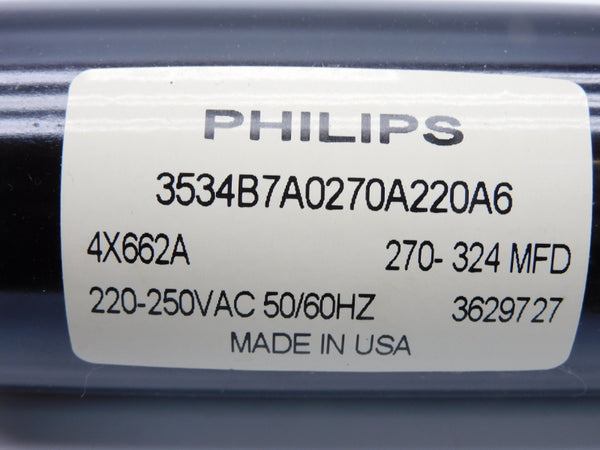 PHILIPS
3534B7A0270A220A6
4X662A 270- 324 MFD
220-250VAC 50/60HZ 3629727
MADE IN USA